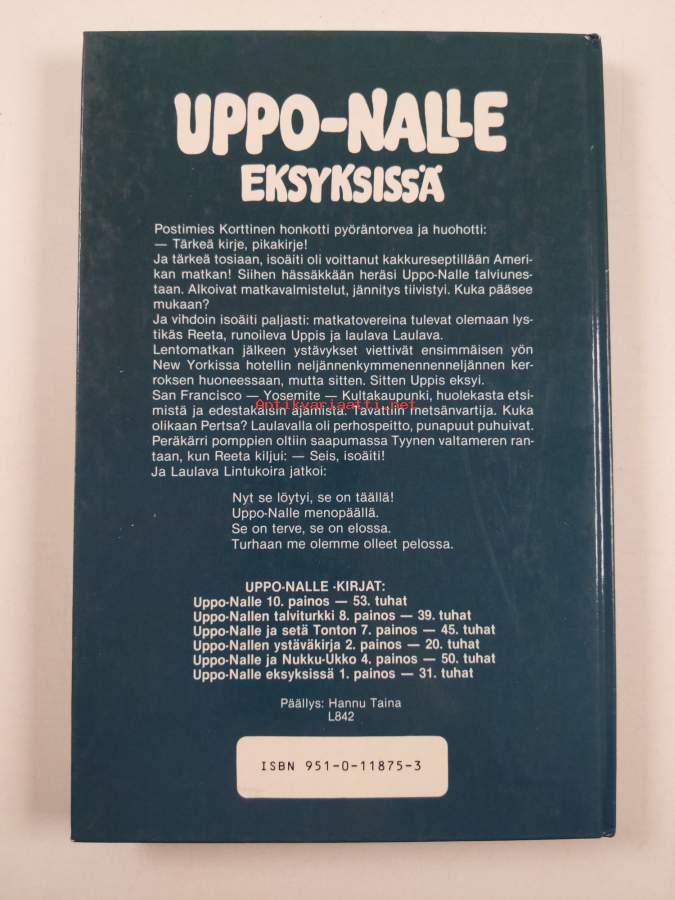 UPPO-NALLE
EKSYKSISSÄ
Postimies Korttinen honkotti pyöräntorvea ja huohotti:
— Tärkeä kirje, pikakirje!
Ja tärkeä tosiaan, isoäiti oli voittanut kakkureseptillään Ameri-
kan matkan! Siihen hässäkkään heräsi Uppo-Nalle talviunes-
taan. Alkoivat matkavalmistelut, jännitys tiivistyi. Kuka pääsee
mukaan?
Ja vihdoin isoäiti paljasti: matkatovereina tulevat olemaan lys-
tikäs Reeta, runoileva Uppis ja laulava Laulava.
Lentomatkan jälkeen ystävykset viettivät ensimmäisen yön
New Yorkissa hotellin neljännenkymmenennenneljännen ker-
roksen huoneessaan, mutta sitten. Sitten Uppis eksyi.
San Francisco — Yosemite — Kultakaupunki, huolekasta etsi-
mistä ja edestakaisin ajamista. Tavattiin metsänvartija. Kuka
olikaan Pertsa? Laulavalla oli perhospeitto, punapuut puhuivat.
Peräkärri pomppien oltiin saapumassa Tyynen valtameren ran-
taan, kun Reeta kiljui: — Seis, isoäiti!
Ja Laulava Lintukoira jatkoi:
Nyt se löytyi, se on täällä!
Uppo-Nalle menopäällä.
Se on terve, se on elossa.
Turhaan me olemme olleet pelossa.
UPPO-NALLE -KIRJAT:
Uppo-Nalle 10. painos — 53. tuhat
Uppo-Nallen talviturkki 8. painos — 39. tuhat
Uppo-Nalle ja setä Tonton 7. painos — 45. tuhat
Uppo-Nallen ystäväkirja 2. painos — 20. tuhat
Uppo-Nalle ja Nukku-Ukko 4. painos — 50. tuhat
Uppo-Nalle eksyksissä 1. painos — 31. tuhat
Päällys: Hannu Taina
L842
ISBN 951-0-11875-3
Antikvariaatti.net